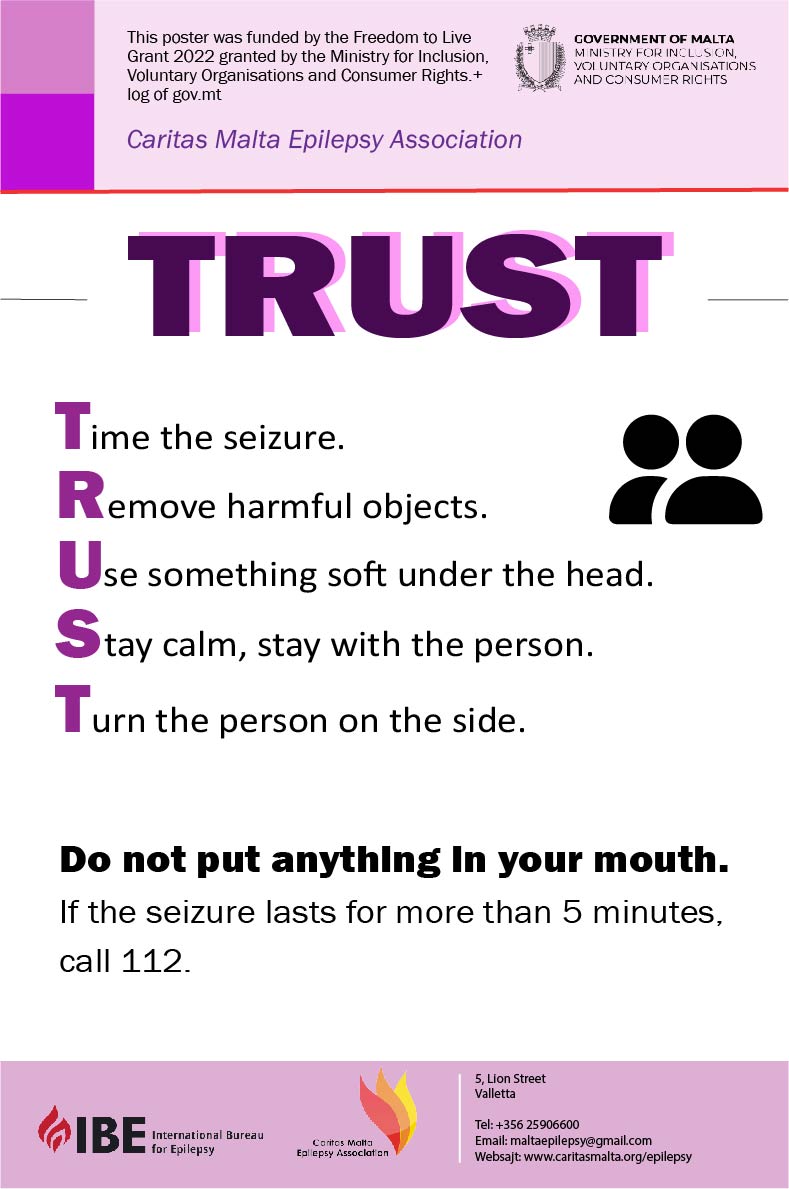 This poster was funded by the Freedom to Live
Grant 2022 granted by the Ministry for Inclusion,
Voluntary Organisations and Consumer Rights.+
log of gov.mt
GOVERNMENT OF MALTA
MINISTRY FOR INCLUSION,
VOLUNTARY ORGANISATIONS
AND CONSUMER RIGHTS
Caritas Malta Epilepsy Association
TRUST
Time the seizure.
Remove harmful objects.
Use something soft under the head.
Stay calm, stay with the person.
Turn the person on the side.
Do not put anything in your mouth.
If the seizure lasts for more than 5 minutes,
call 112.
IBE International Bureau
for Epilepsy
Caritas Malta
Epilepsy Association
5, Lion Street
Valletta
Tel: +356 25906600
Email: maltaepilepsy@gmail.com
Websajt: www.caritasmalta.org/epilepsy